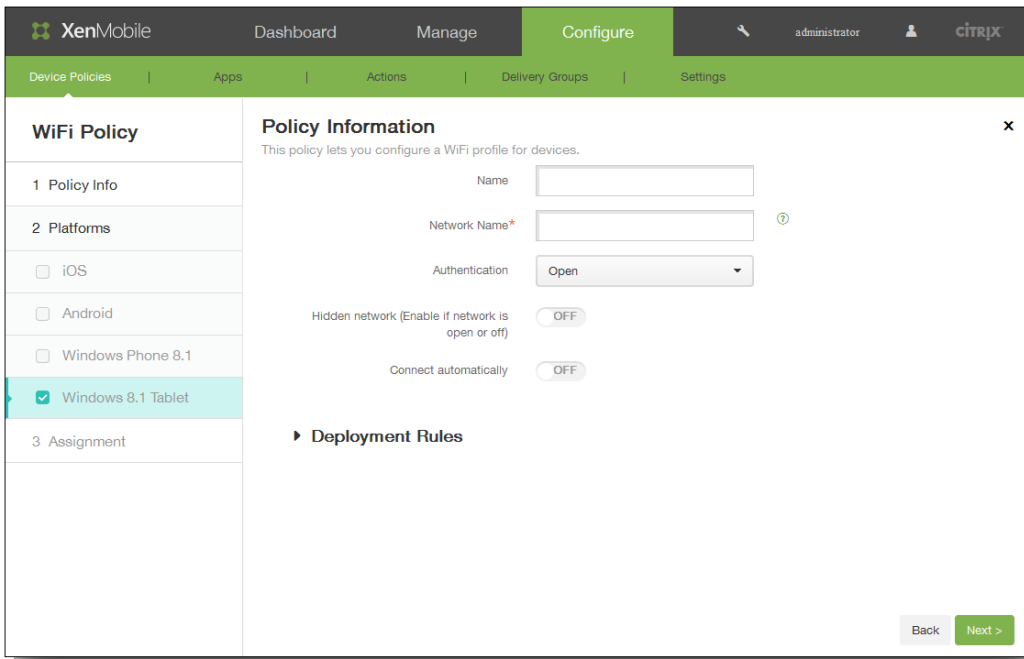 XenMobile Dashboard Manage Configure administrator CİTRIX
Device Policies | Apps | Actions | Delivery Groups | Settings
WiFi Policy
1 Policy Info
2 Platforms
iOS
Android
Windows Phone 8.1
Windows 8.1 Tablet
3 Assignment
Policy Information
x
This policy lets you configure a WiFi profile for devices.
Name
Network Name*
?
Authentication Open
Hidden network (Enable if network is
open or off)
OFF
Connect automatically OFF
Deployment Rules
Back Next >